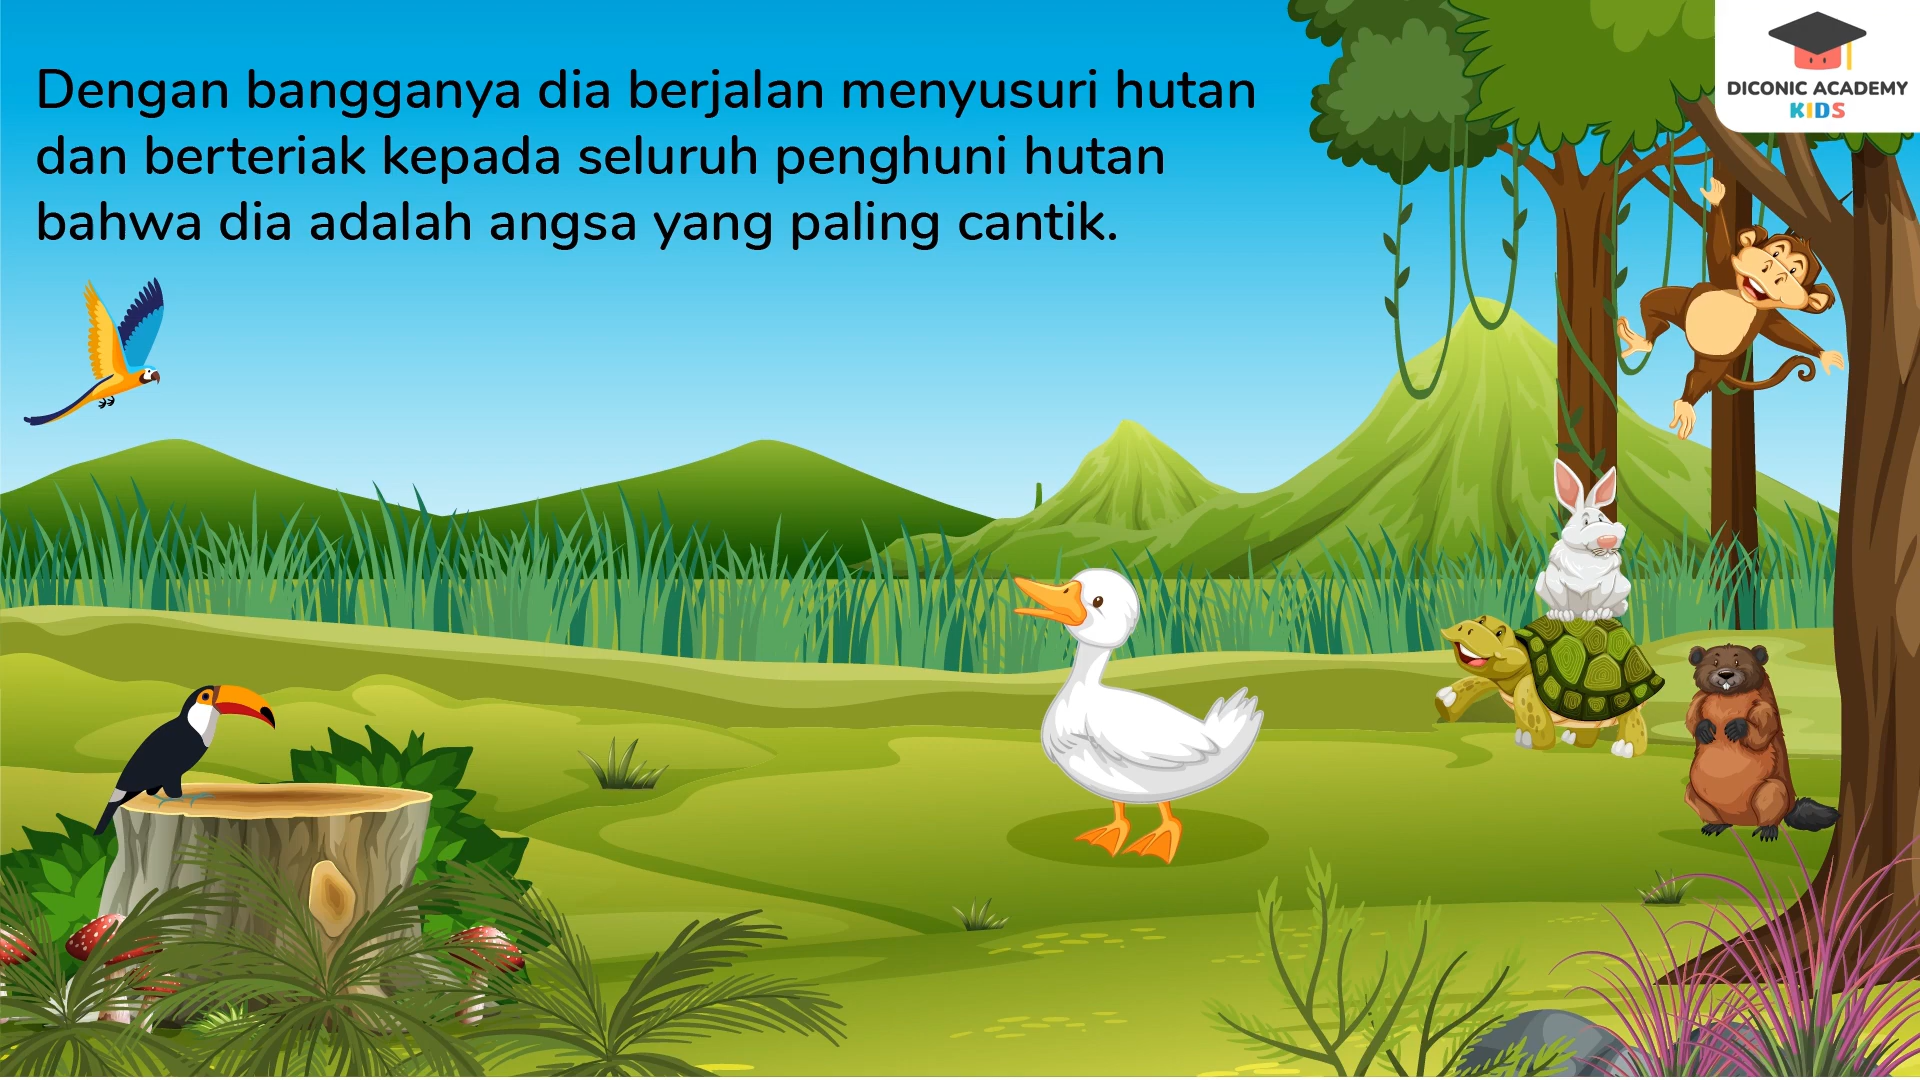 Dengan bangganya dia berjalan menyusuri hutan
dan berteriak kepada seluruh penghuni hutan
bahwa dia adalah angsa yang paling cantik.
DICONIC ACADEMY
KIDS